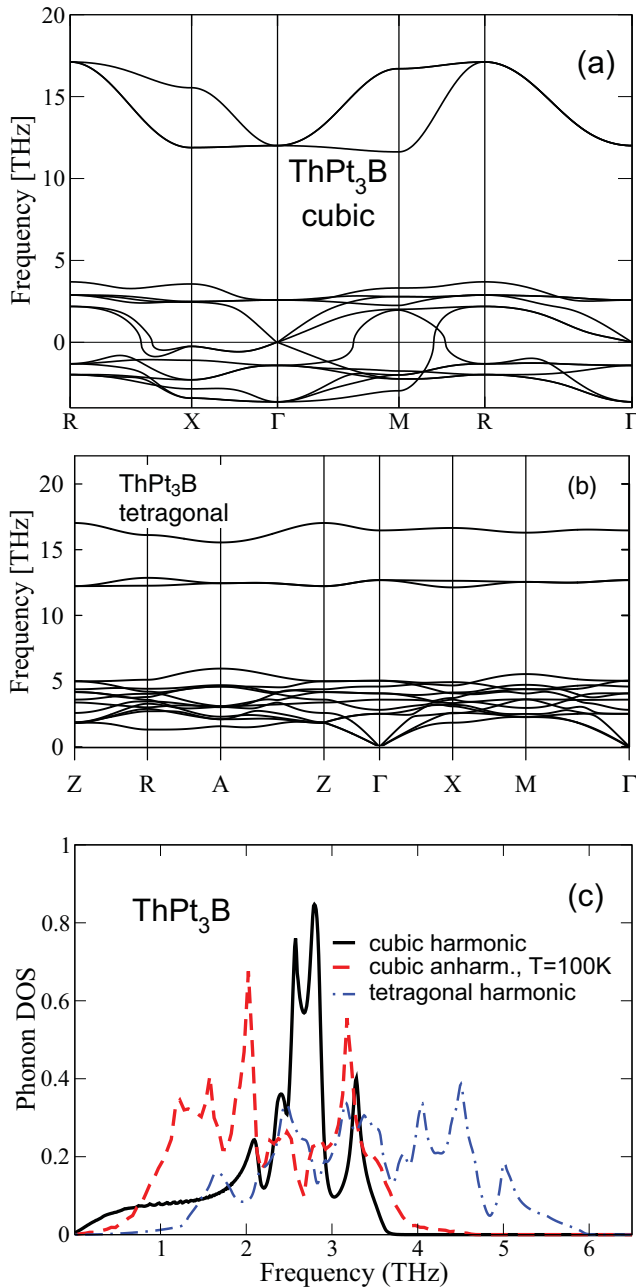 20
(a)
15
10
5
0
Frequency [THz]
ThPt3B
cubic
R X Γ M R Γ
20
15
10
5
0
Frequency [THz]
ThPt3B
tetragonal
(b)
Z R A Z Γ X M Γ
1
0.8
0.6
0.4
0.2
0
Phonon DOS
ThPt3B
(c)
cubic harmonic
cubic anharm., T=100K
tetragonal harmonic
1 2 3 4 5 6
Frequency (THz)